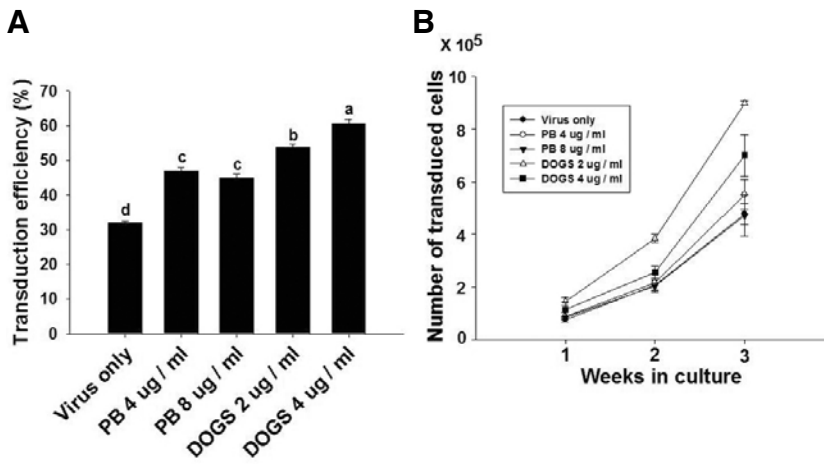 A
Transduction efficiency (%)
70
60
50
40
30
20
10
0
d
c
c
b
a
Virus only
PB 4 ug / ml
PB 8 ug / ml
DOGS 2 ug / ml
DOGS 4 ug / ml
B
X 10⁵
Number of transduced cells
10
8
6
4
2
0
Virus only
PB 4 ug / ml
PB 8 ug / ml
DOGS 2 ug / ml
DOGS 4 ug / ml
1 2 3
Weeks in culture